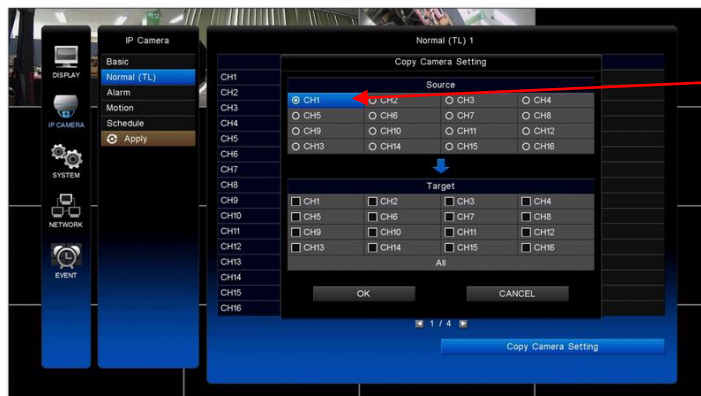 IP Camera
Normal (TL) 1
DISPLAY
IP CAMERA
SYSTEM
NETWORK
EVENT
Basic
Normal (TL)
Alarm
Motion
Schedule
Apply
CH1
CH2
CH3
CH4
CH5
CH6
CH7
CH8
CH9
CH10
CH11
CH12
CH13
CH14
CH15
CH16
Copy Camera Setting
Source
CH1 CH2 CH3 CH4
CH5 CH6 CH7 CH8
CH9 CH10 CH11 CH12
CH13 CH14 CH15 CH16
Target
CH1 CH2 CH3 CH4
CH5 CH6 CH7 CH8
CH9 CH10 CH11 CH12
CH13 CH14 CH15 CH16
All
OK CANCEL
1 / 4
Copy Camera Setting